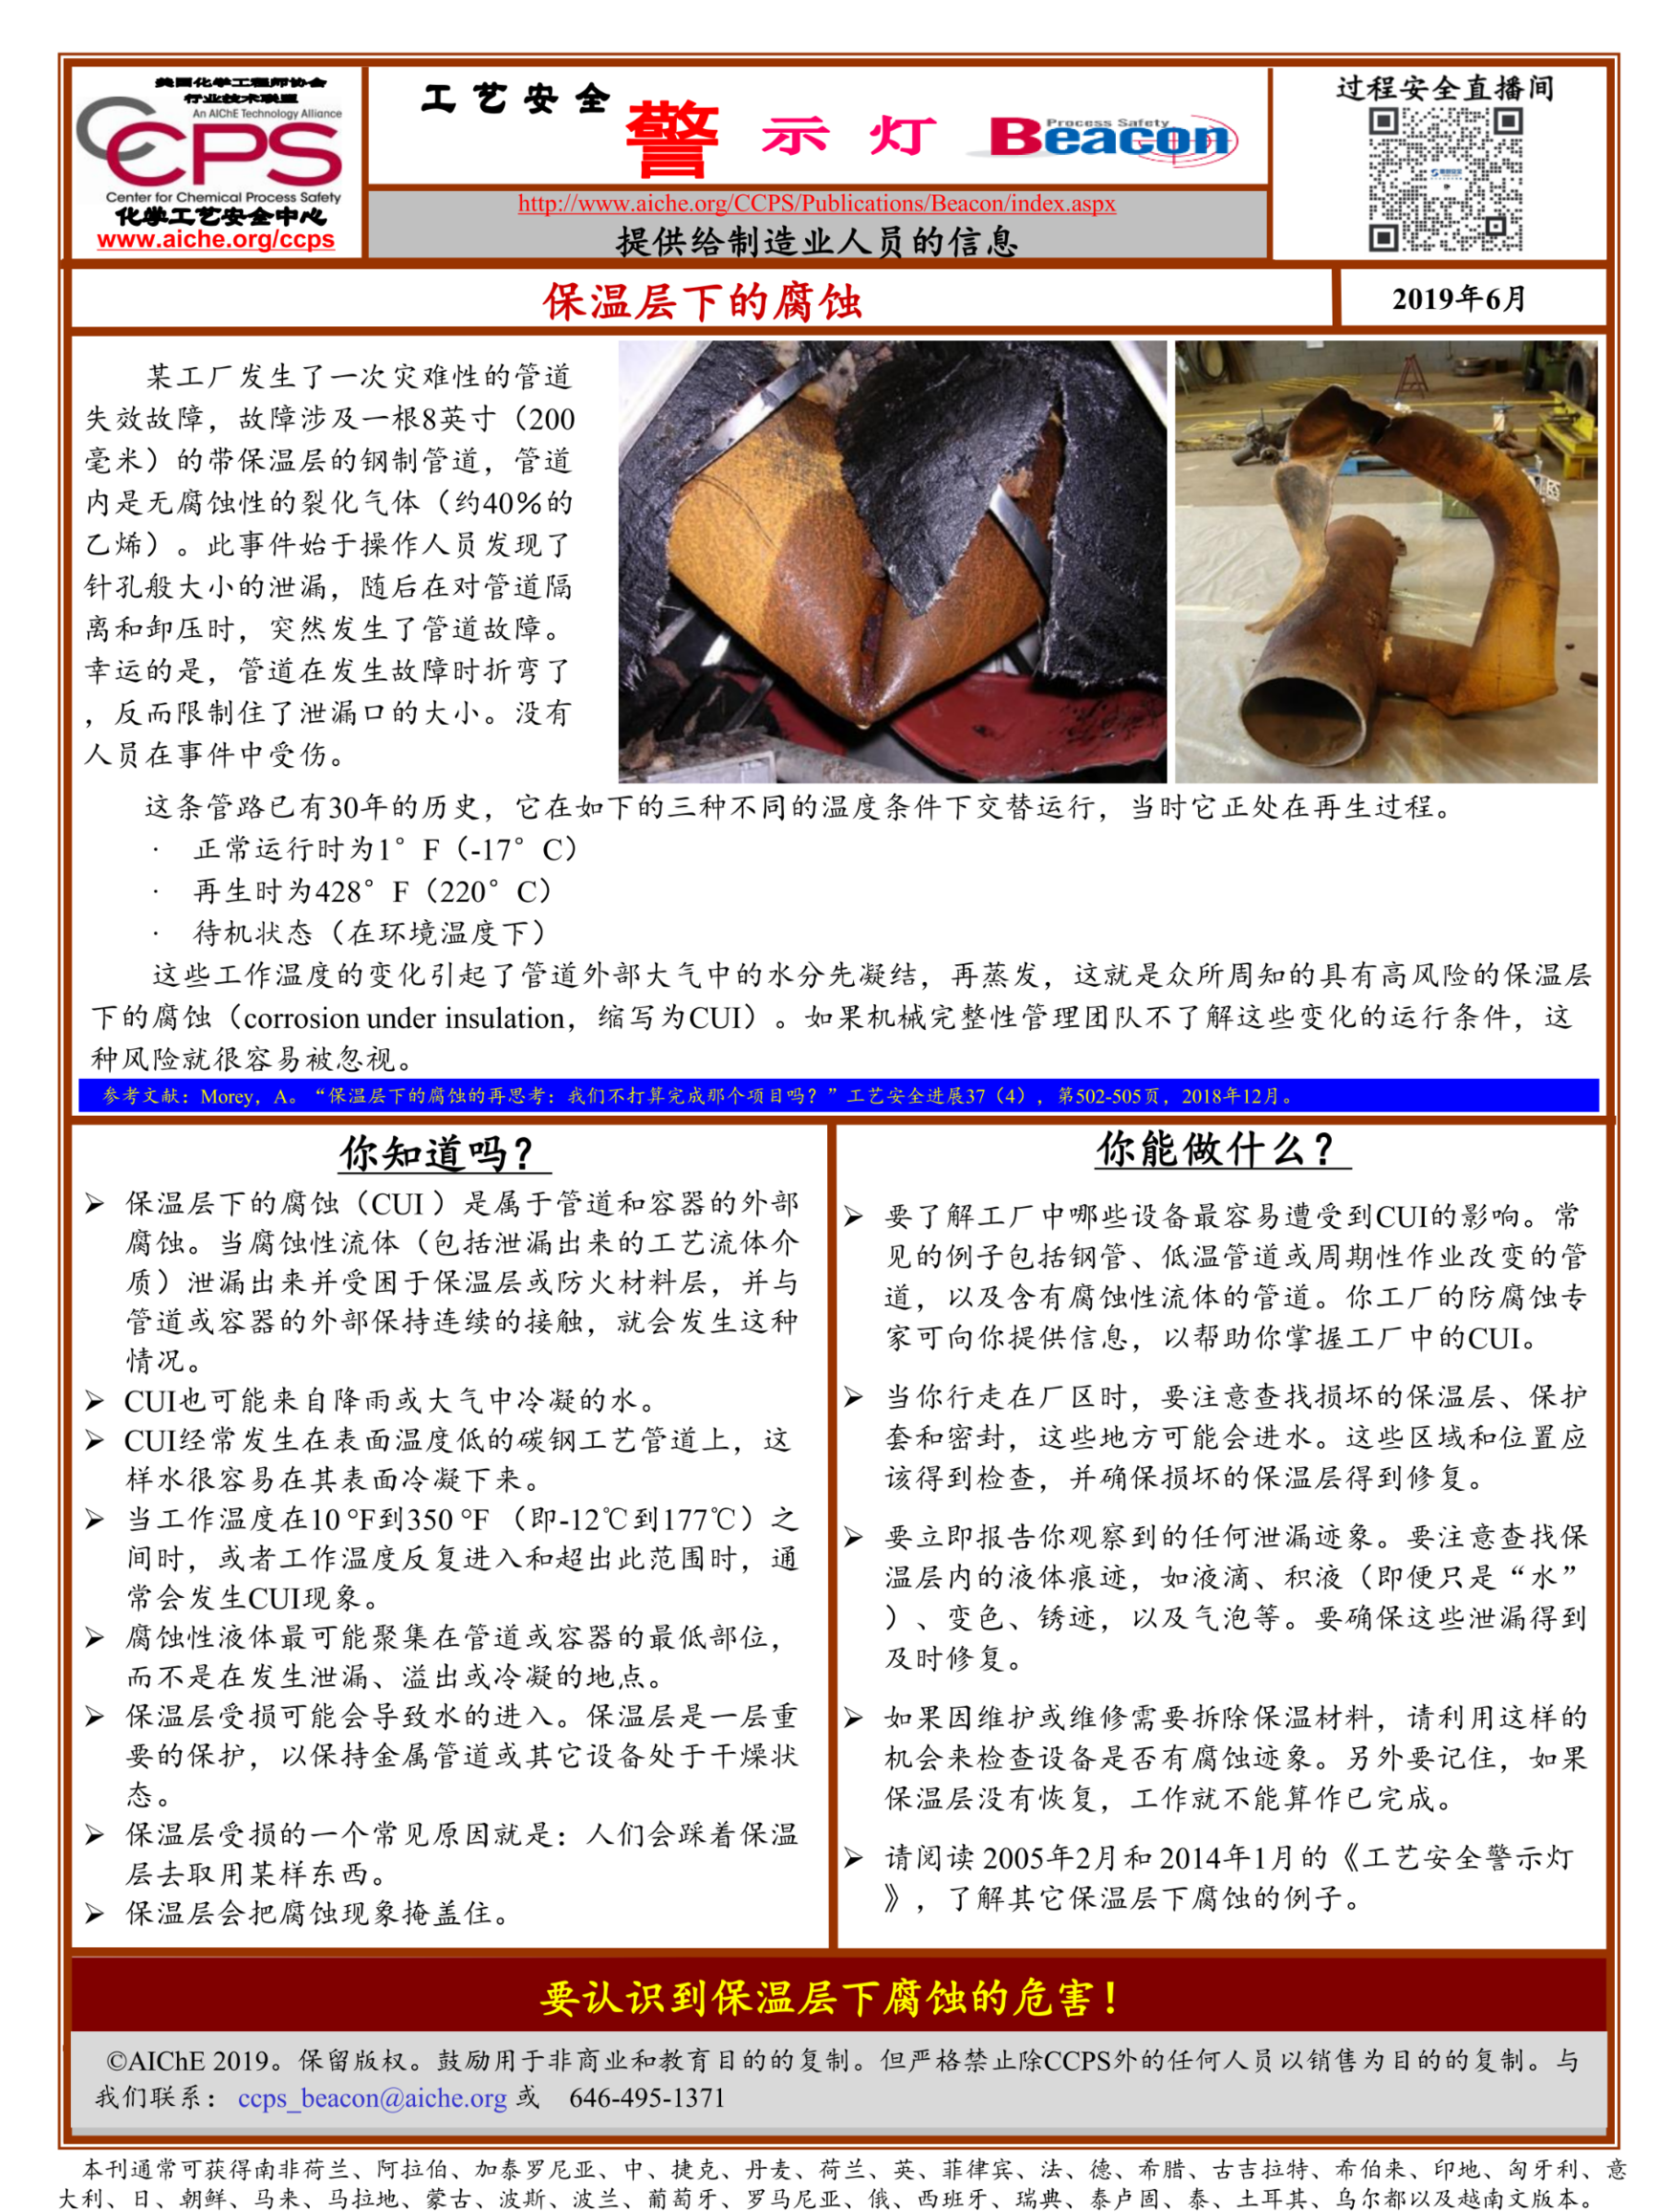 美国化学工程师协会
行业技术联盟
An AIChE Technology Alliance
CCPS
Center for Chemical Process Safety
化学工艺安全中心
www.aiche.org/ccps
工艺安全
警示灯
Process Safety
Beacon
http://www.aiche.org/CCPS/Publications/Beacon/index.aspx
提供给制造业人员的信息
过程安全直播间
保温层下的腐蚀
2019年6月
某工厂发生了一次灾难性的管道
失效故障，故障涉及一根8英寸（200
毫米）的带保温层的钢制管道，管道
内是无腐蚀性的裂化气体（约40%的
乙烯）。此事件始于操作人员发现了
针孔般大小的泄漏，随后在对管道隔
离和卸压时，突然发生了管道故障。
幸运的是，管道在发生故障时折弯了
，反而限制住了泄漏口的大小。没有
人员在事件中受伤。
这条管路已有30年的历史，它在如下的三种不同的温度条件下交替运行，当时它正处在再生过程。
· 正常运行时为1°F（-17°C）
· 再生时为428°F（220°C）
· 待机状态（在环境温度下）
这些工作温度的变化引起了管道外部大气中的水分先凝结，再蒸发，这就是众所周知的具有高风险的保温层
下的腐蚀（corrosion under insulation，缩写为CUI）。如果机械完整性管理团队不了解这些变化的运行条件，这
种风险就很容易被忽视。
参考文献：Morey，A。“保温层下的腐蚀的再思考：我们不打算完成那个项目吗？”工艺安全进展37（4），第502-505页，2018年12月。
你知道吗？
➢ 保温层下的腐蚀（CUI ）是属于管道和容器的外部
腐蚀。当腐蚀性流体（包括泄漏出来的工艺流体介
质）泄漏出来并受困于保温层或防火材料层，并与
管道或容器的外部保持连续的接触，就会发生这种
情况。
➢ CUI也可能来自降雨或大气中冷凝的水。
➢ CUI经常发生在表面温度低的碳钢工艺管道上，这
样水很容易在其表面冷凝下来。
➢ 当工作温度在10 °F到350 °F （即-12℃到177℃）之
间时，或者工作温度反复进入和超出此范围时，通
常会发生CUI现象。
➢ 腐蚀性液体最可能聚集在管道或容器的最低部位，
而不是在发生泄漏、溢出或冷凝的地点。
➢ 保温层受损可能会导致水的进入。保温层是一层重
要的保护，以保持金属管道或其它设备处于干燥状
态。
➢ 保温层受损的一个常见原因就是：人们会踩着保温
层去取用某样东西。
➢ 保温层会把腐蚀现象掩盖住。
你能做什么？
➢ 要了解工厂中哪些设备最容易遭受到CUI的影响。常
见的例子包括钢管、低温管道或周期性作业改变的管
道，以及含有腐蚀性流体的管道。你工厂的防腐蚀专
家可向你提供信息，以帮助你掌握工厂中的CUI。
➢ 当你行走在厂区时，要注意查找损坏的保温层、保护
套和密封，这些地方可能会进水。这些区域和位置应
该得到检查，并确保损坏的保温层得到修复。
➢ 要立即报告你观察到的任何泄漏迹象。要注意查找保
温层内的液体痕迹，如液滴、积液（即便只是“水”
）、变色、锈迹，以及气泡等。要确保这些泄漏得到
及时修复。
➢ 如果因维护或维修需要拆除保温材料，请利用这样的
机会来检查设备是否有腐蚀迹象。另外要记住，如果
保温层没有恢复，工作就不能算作已完成。
➢ 请阅读 2005年2月和 2014年1月的《工艺安全警示灯
》，了解其它保温层下腐蚀的例子。
要认识到保温层下腐蚀的危害！
©AIChE 2019。保留版权。鼓励用于非商业和教育目的的复制。但严格禁止除CCPS外的任何人员以销售为目的的复制。与
我们联系： ccps_beacon@aiche.org 或 646-495-1371
本刊通常可获得南非荷兰、阿拉伯、加泰罗尼亚、中、捷克、丹麦、荷兰、英、菲律宾、法、德、希腊、古吉拉特、希伯来、印地、匈牙利、意
大利、日、朝鲜、马来、马拉地、蒙古、波斯、波兰、葡萄牙、罗马尼亚、俄、西班牙、瑞典、泰卢固、泰、土耳其、乌尔都以及越南文版本。